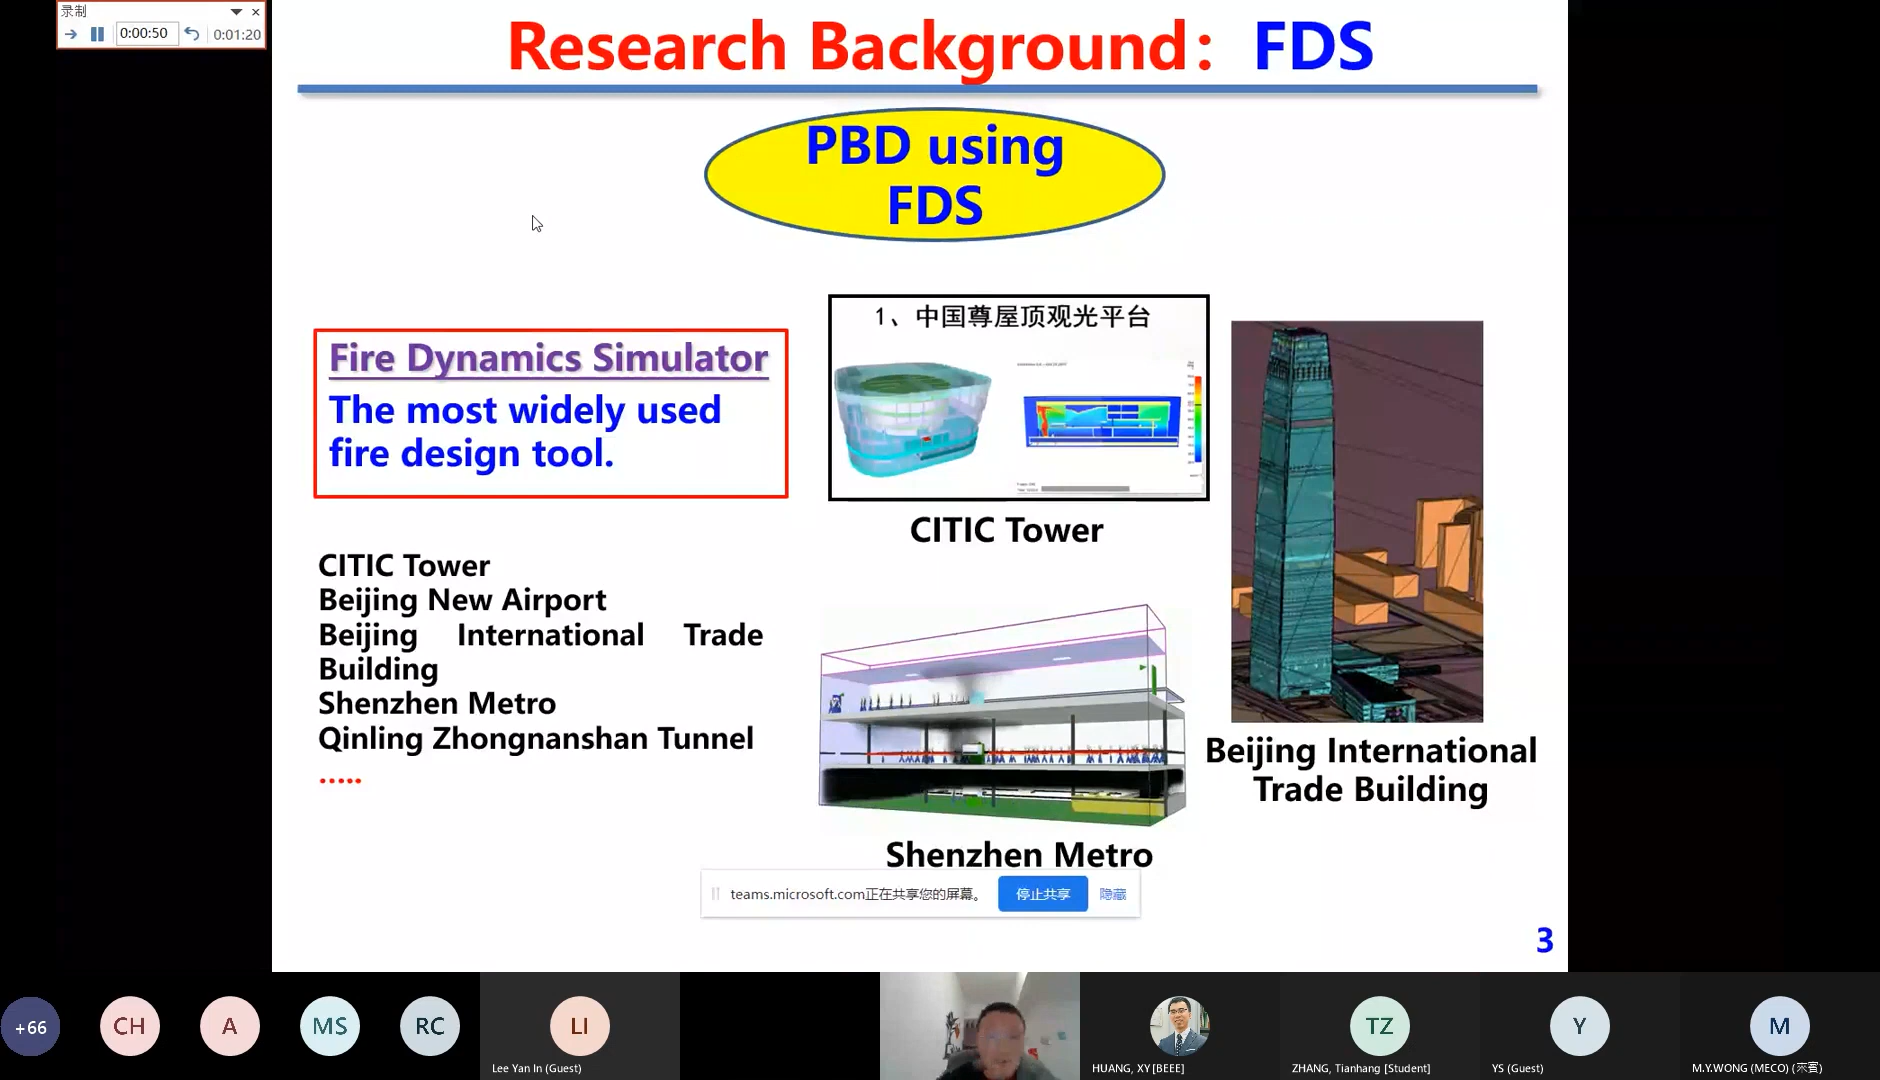 录制
0:00:50
0:01:20
Research Background: FDS
PBD using
FDS
Fire Dynamics Simulator
The most widely used
fire design tool.
1、中国尊屋顶观光平台
CITIC Tower
CITIC Tower
Beijing New Airport
Beijing International Trade
Building
Shenzhen Metro
Qinling Zhongnanshan Tunnel
.....
Beijing International
Trade Building
Shenzhen Metro
teams.microsoft.com正在共享您的屏幕。
停止共享
隐藏
3
+66
CH
A
MS
RC
LI
TZ
Y
M
Lee Yan In (Guest)
HUANG, XY [BEEE]
ZHANG, Tianhang [Student]
YS (Guest)
M.Y.WONG (MECO) (来宾)